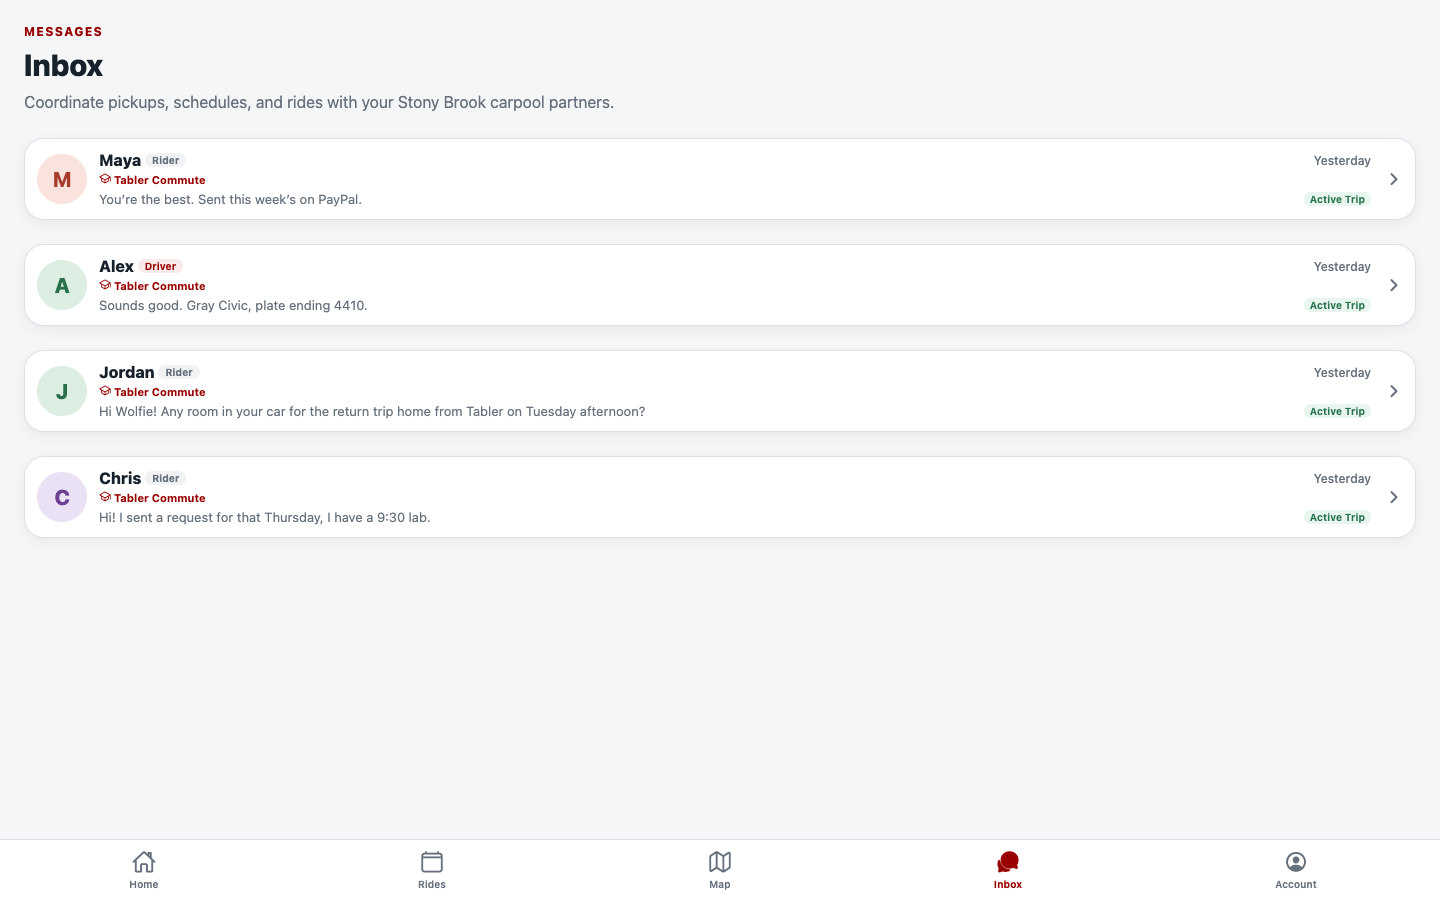 MESSAGES
Inbox
Coordinate pickups, schedules, and rides with your Stony Brook carpool partners.
M
Maya Rider
Yesterday
Tabler Commute
You’re the best. Sent this week’s on PayPal.
Active Trip
A
Alex Driver
Yesterday
Tabler Commute
Sounds good. Gray Civic, plate ending 4410.
Active Trip
J
Jordan Rider
Yesterday
Tabler Commute
Hi Wolfie! Any room in your car for the return trip home from Tabler on Tuesday afternoon?
Active Trip
C
Chris Rider
Yesterday
Tabler Commute
Hi! I sent a request for that Thursday, I have a 9:30 lab.
Active Trip
Home
Rides
Map
Inbox
Account